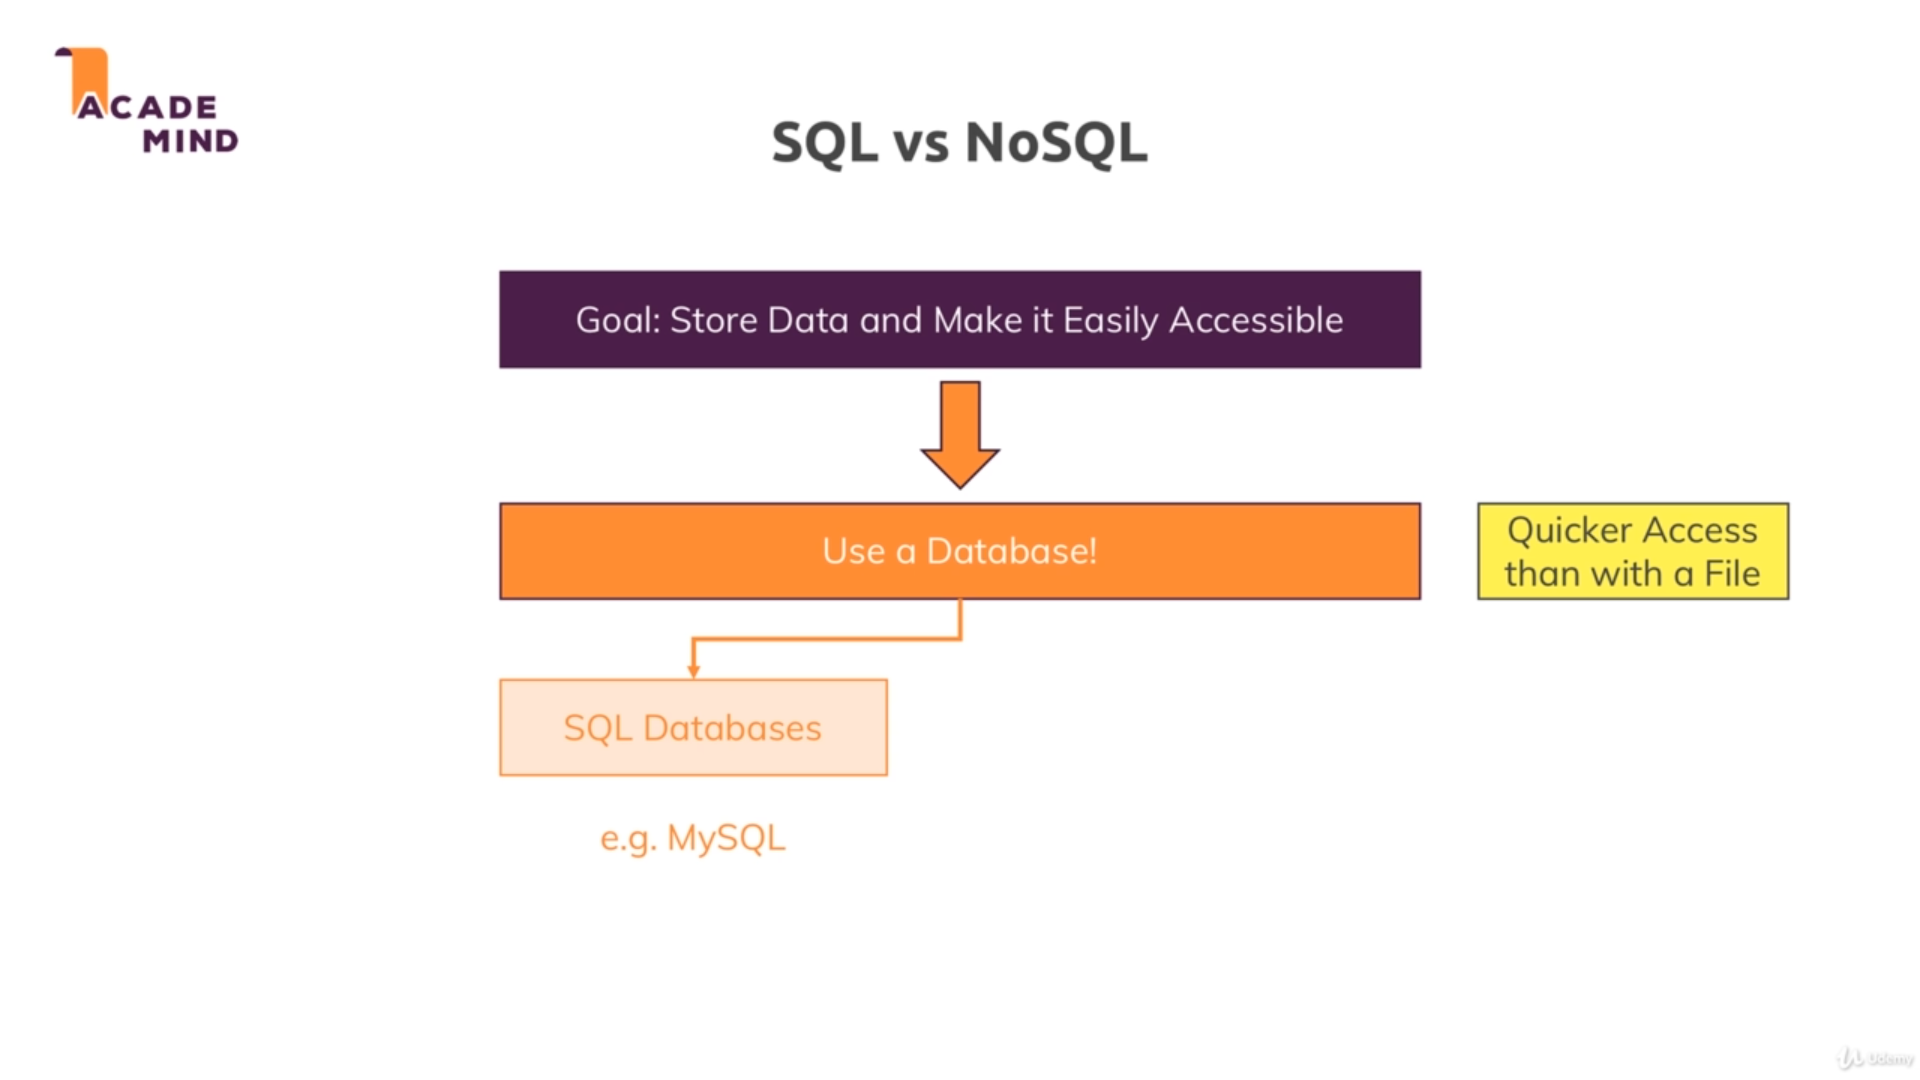 ACADE
MIND
SQL vs NoSQL
Goal: Store Data and Make it Easily Accessible
Use a Database!
Quicker Access
than with a File
SQL Databases
e.g. MySQL
Udemy